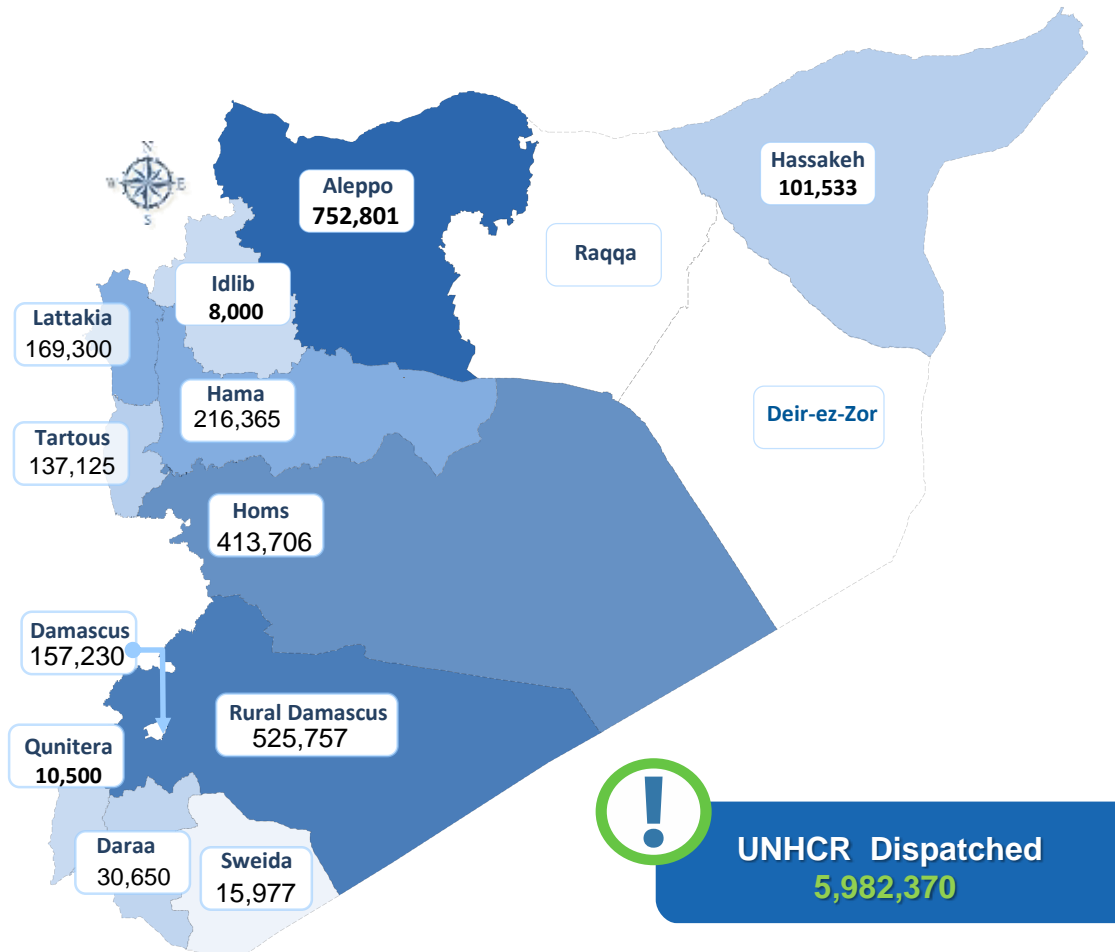 N
W E
S
Aleppo
752,801
Hassakeh
101,533
Raqqa
Idlib
8,000
Lattakia
169,300
Hama
216,365
Deir-ez-Zor
Tartous
137,125
Homs
413,706
Damascus
157,230
Rural Damascus
525,757
Qunitera
10,500
Daraa
30,650
Sweida
15,977
!
UNHCR Dispatched
5,982,370